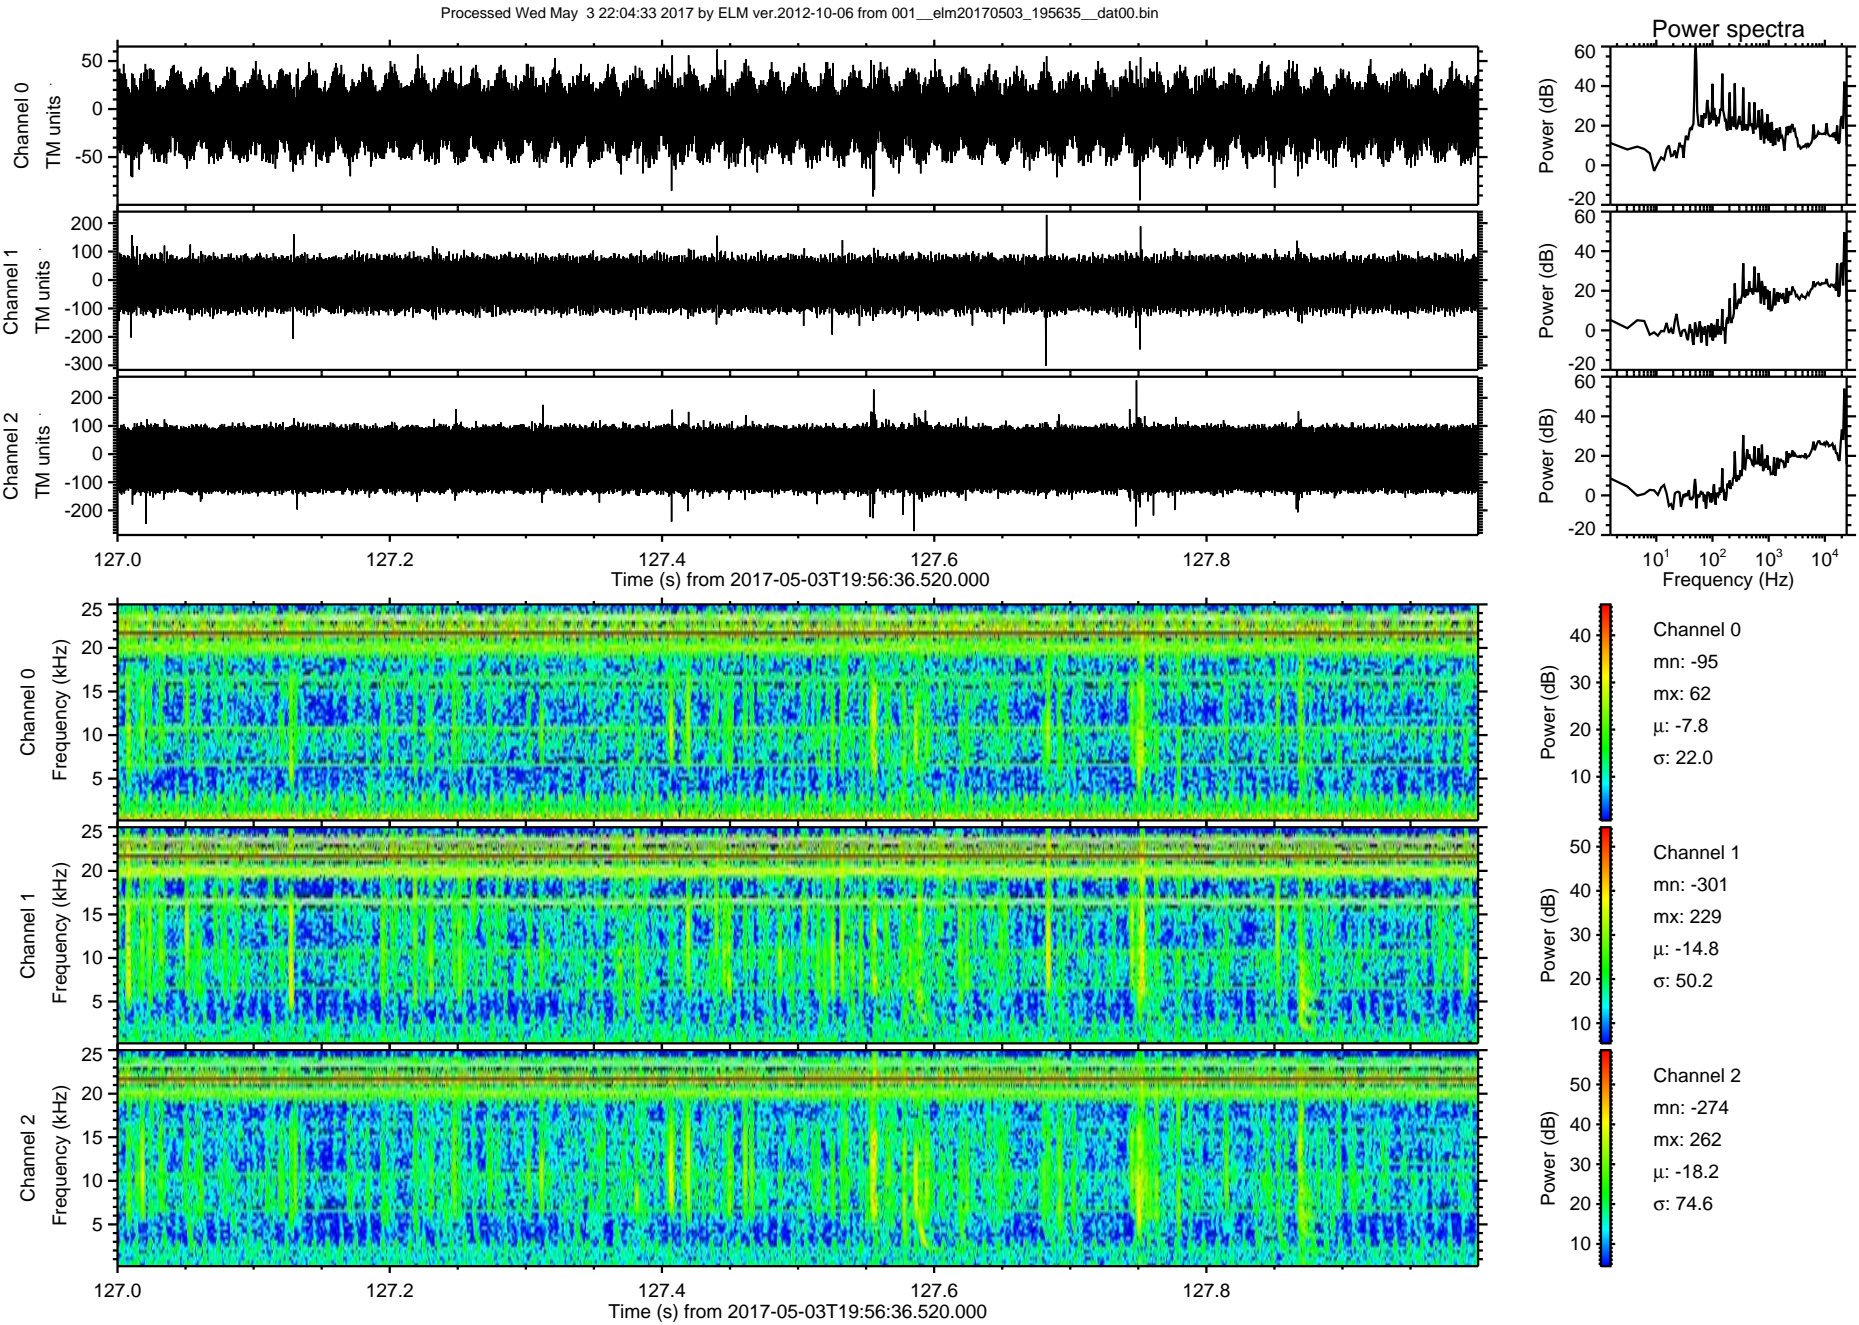 Processed Wed May  3 22:04:33 2017 by ELM ver.2012-10-06 from 001__elm20170503_195635__dat00.bin
Power spectra
Channel 0
TM units
50
0
-50
Power (dB)
60
40
20
0
-20
Channel 1
TM units
200
100
0
-100
-200
-300
Power (dB)
60
40
20
0
-20
Channel 2
TM units
200
100
0
-100
-200
Power (dB)
60
40
20
0
-20
127.0
127.2
127.4
127.6
127.8
Time (s) from 2017-05-03T19:56:36.520.000
10^1
10^2
10^3
10^4
Frequency (Hz)
Channel 0
Frequency (kHz)
25
20
15
10
5
Power (dB)
40
30
20
10
Channel 0
mn: -95
mx: 62
µ: -7.8
σ: 22.0
Channel 1
Frequency (kHz)
25
20
15
10
5
Power (dB)
50
40
30
20
10
Channel 1
mn: -301
mx: 229
µ: -14.8
σ: 50.2
Channel 2
Frequency (kHz)
25
20
15
10
5
Power (dB)
50
40
30
20
10
Channel 2
mn: -274
mx: 262
µ: -18.2
σ: 74.6
127.0
127.2
127.4
127.6
127.8
Time (s) from 2017-05-03T19:56:36.520.000